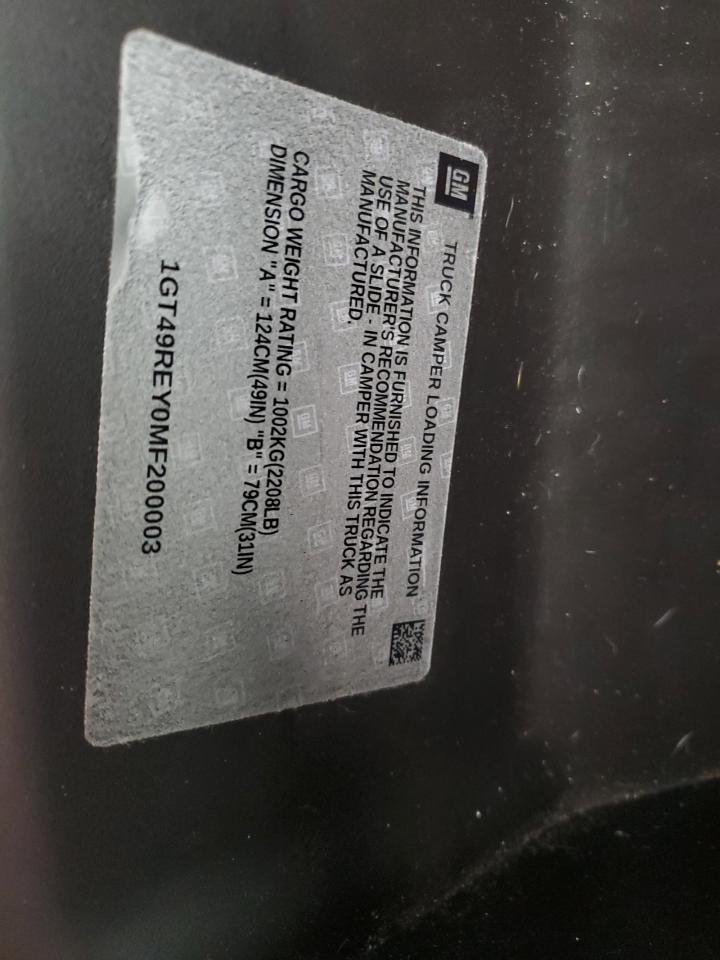 GM
TRUCK CAMPER LOADING INFORMATION
THIS INFORMATION IS FURNISHED TO INDICATE THE
MANUFACTURER'S RECOMMENDATION REGARDING THE
USE OF A SLIDE - IN CAMPER WITH THIS TRUCK AS
MANUFACTURED.
CARGO WEIGHT RATING = 1002KG(2208LB)
DIMENSION "A" = 124CM(49IN) "B" = 79CM(31IN)
1GT49REY0MF200003